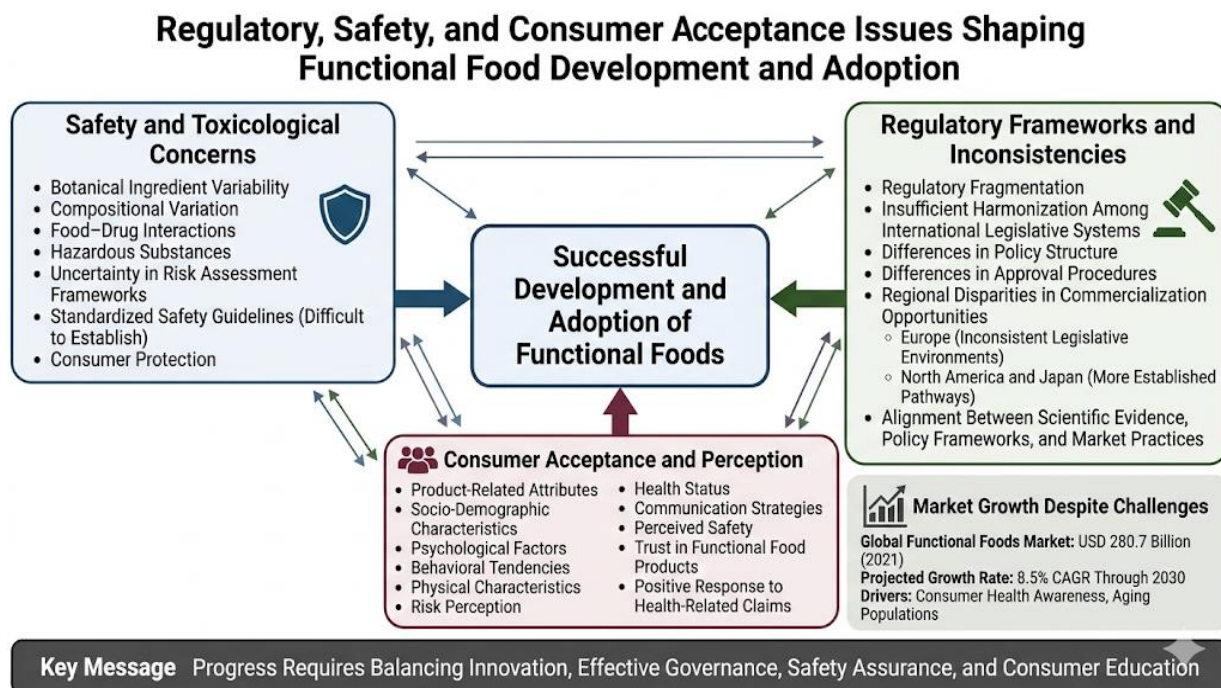 Regulatory, Safety, and Consumer Acceptance Issues Shaping
Functional Food Development and Adoption
Safety and Toxicological
Concerns
• Botanical Ingredient Variability
• Compositional Variation
• Food–Drug Interactions
• Hazardous Substances
• Uncertainty in Risk Assessment
Frameworks
• Standardized Safety Guidelines (Difficult
to Establish)
• Consumer Protection
Successful
Development and
Adoption of
Functional Foods
Regulatory Frameworks and
Inconsistencies
• Regulatory Fragmentation
• Insufficient Harmonization Among
International Legislative Systems
• Differences in Policy Structure
• Differences in Approval Procedures
• Regional Disparities in Commercialization
Opportunities
○ Europe (Inconsistent Legislative
Environments)
○ North America and Japan (More Established
Pathways)
• Alignment Between Scientific Evidence,
Policy Frameworks, and Market Practices
Consumer Acceptance and Perception
• Product-Related Attributes
• Socio-Demographic
Characteristics
• Psychological Factors
• Behavioral Tendencies
• Physical Characteristics
• Risk Perception
• Health Status
• Communication Strategies
• Perceived Safety
• Trust in Functional Food
Products
• Positive Response to
Health-Related Claims
Market Growth Despite Challenges
Global Functional Foods Market: USD 280.7 Billion
(2021)
Projected Growth Rate: 8.5% CAGR Through 2030
Drivers: Consumer Health Awareness, Aging
Populations
Key Message Progress Requires Balancing Innovation, Effective Governance, Safety Assurance, and Consumer Education